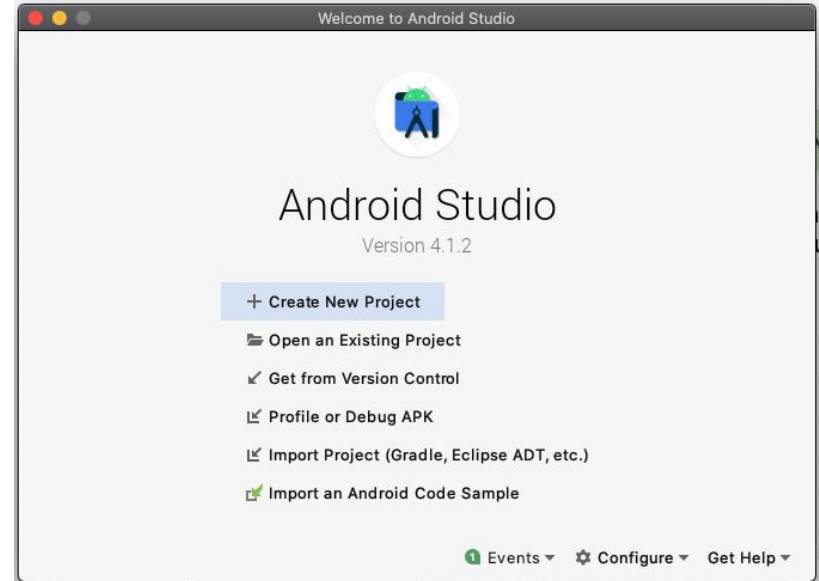 Welcome to Android Studio
Android Studio
Version 4.1.2
Create New Project
Open an Existing Project
Get from Version Control
Profile or Debug APK
Import Project (Gradle, Eclipse ADT, etc.)
Import an Android Code Sample
1 Events Configure Get Help